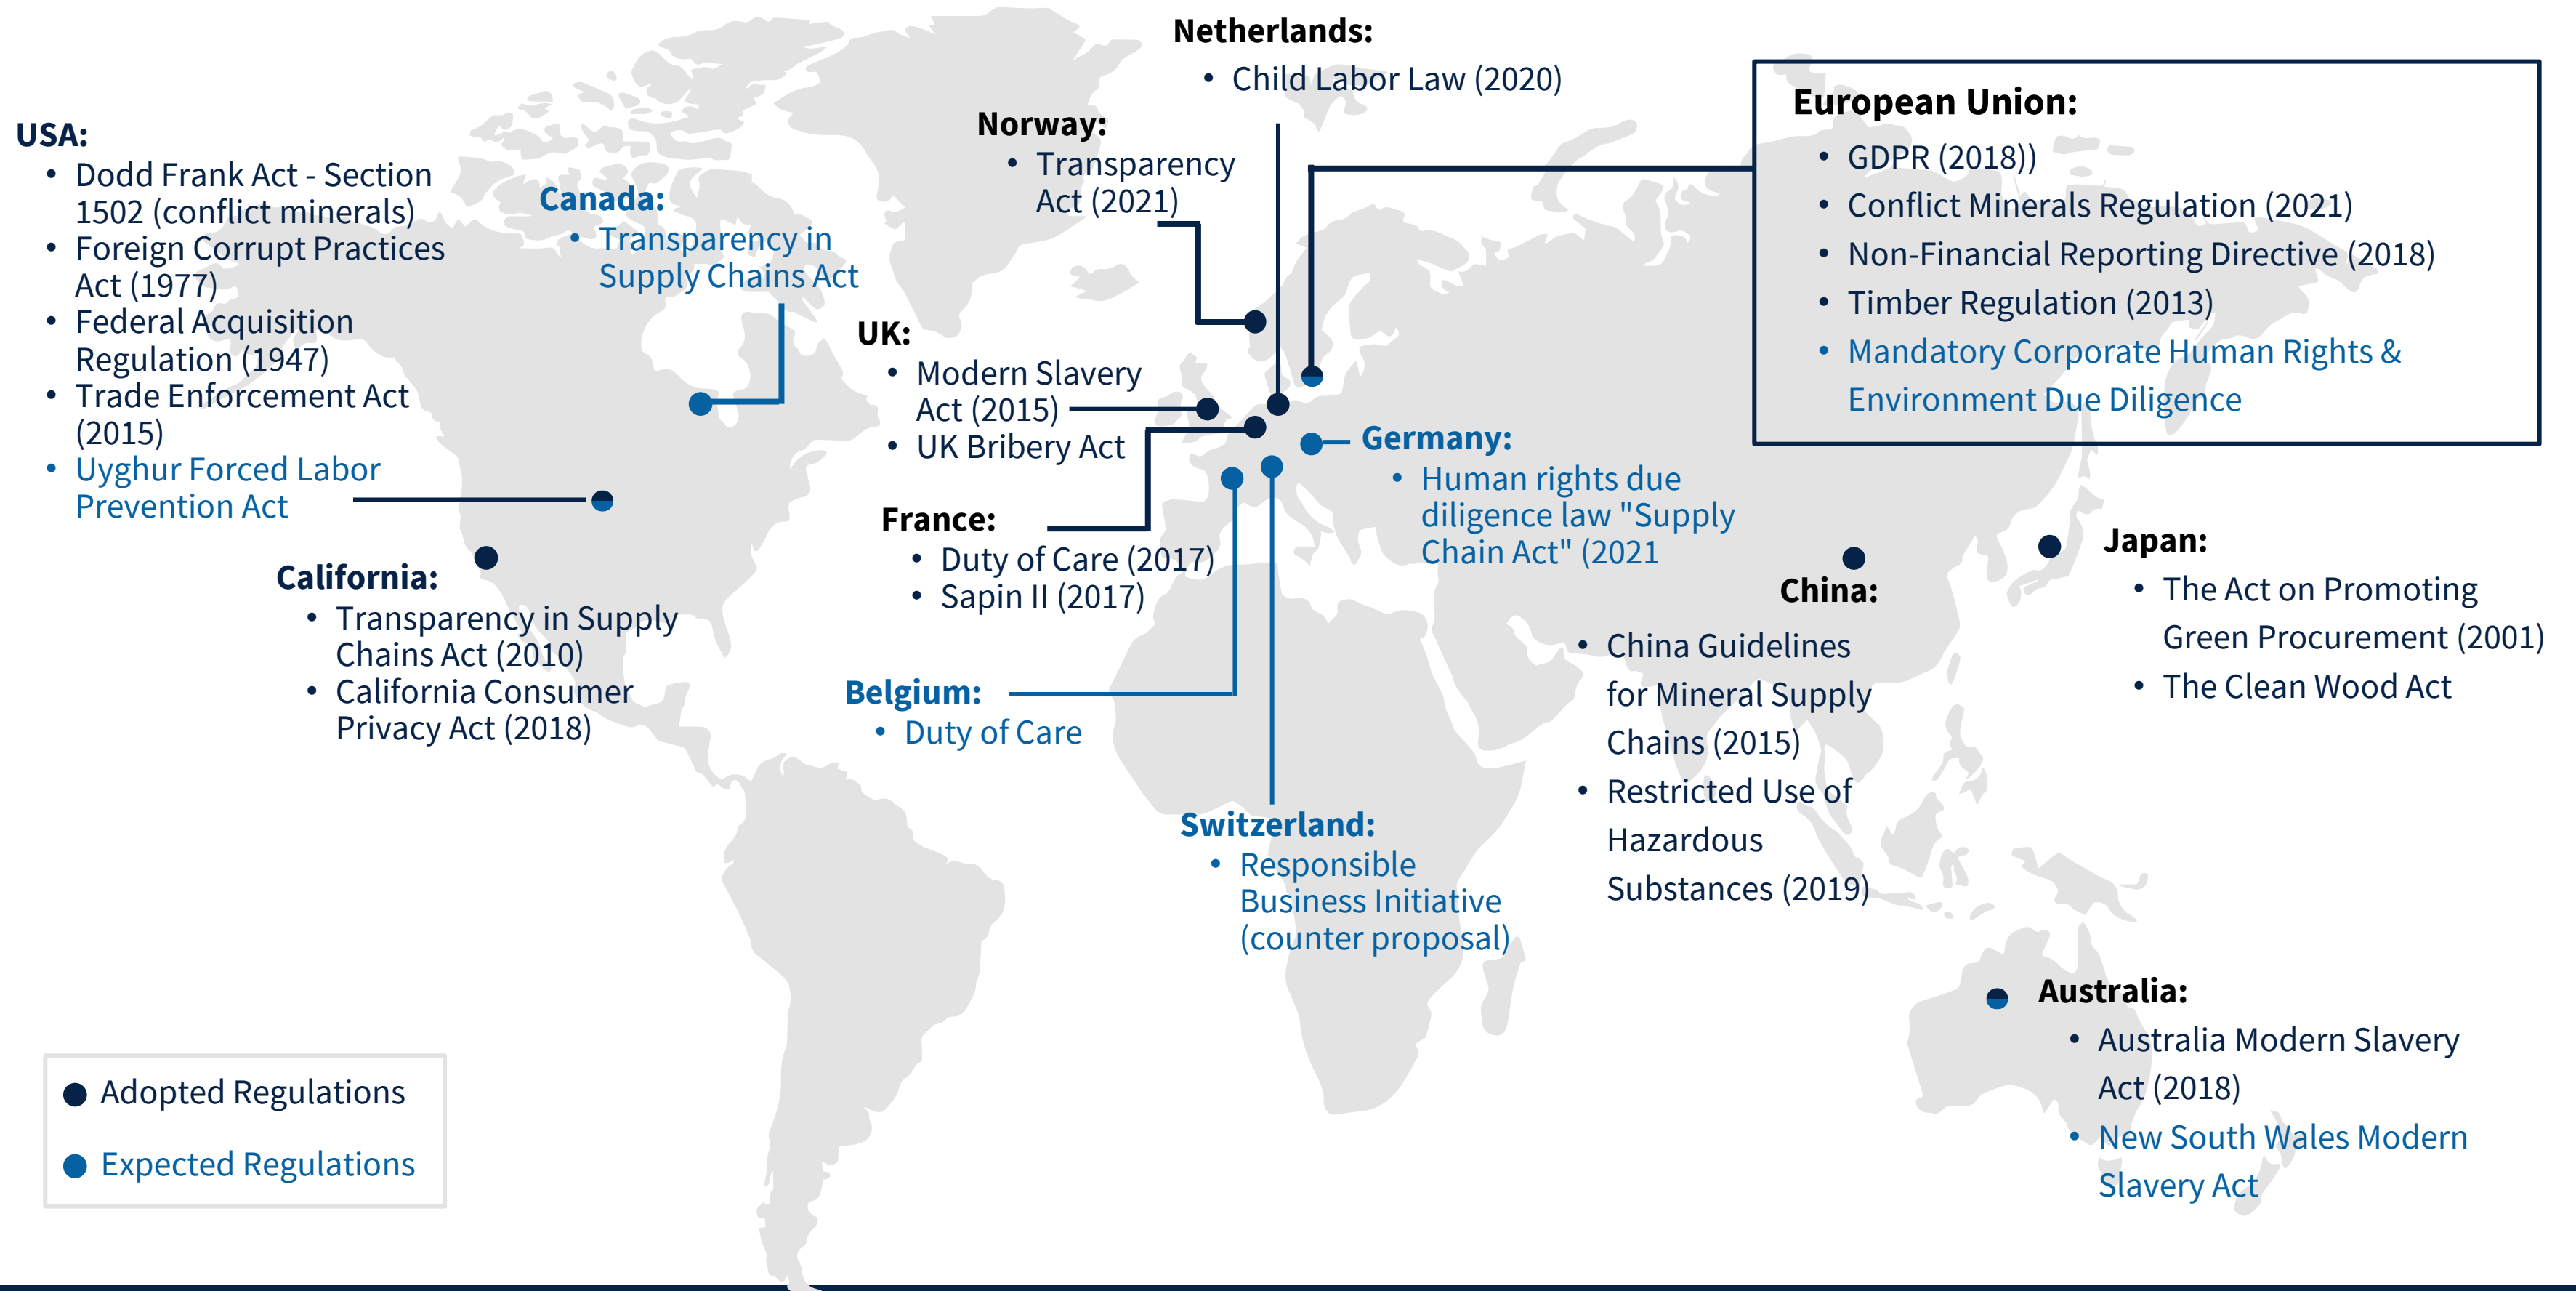 Netherlands:
• Child Labor Law (2020)
Norway:
• Transparency
Act (2021)
European Union:
• GDPR (2018))
• Conflict Minerals Regulation (2021)
• Non-Financial Reporting Directive (2018)
• Timber Regulation (2013)
• Mandatory Corporate Human Rights &
Environment Due Diligence
USA:
• Dodd Frank Act - Section
1502 (conflict minerals)
• Foreign Corrupt Practices
Act (1977)
• Federal Acquisition
Regulation (1947)
• Trade Enforcement Act
(2015)
• Uyghur Forced Labor
Prevention Act
Canada:
• Transparency in
Supply Chains Act
UK:
• Modern Slavery
Act (2015)
• UK Bribery Act
Germany:
• Human rights due
diligence law "Supply
Chain Act" (2021
France:
• Duty of Care (2017)
• Sapin II (2017)
California:
• Transparency in Supply
Chains Act (2010)
• California Consumer
Privacy Act (2018)
Belgium:
• Duty of Care
Switzerland:
• Responsible
Business Initiative
(counter proposal)
China:
• China Guidelines
for Mineral Supply
Chains (2015)
• Restricted Use of
Hazardous
Substances (2019)
Japan:
• The Act on Promoting
Green Procurement (2001)
• The Clean Wood Act
Australia:
• Australia Modern Slavery
Act (2018)
• New South Wales Modern
Slavery Act
Adopted Regulations
Expected Regulations